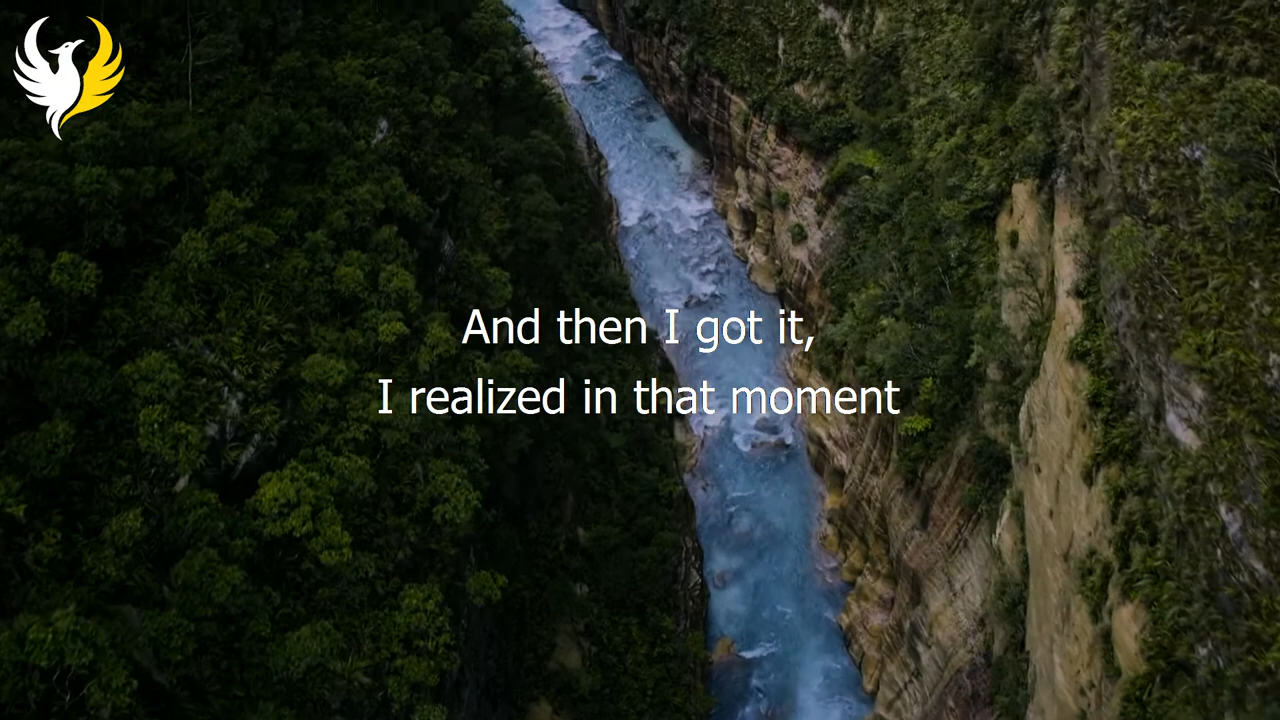 And then I got it,
I realized in that moment